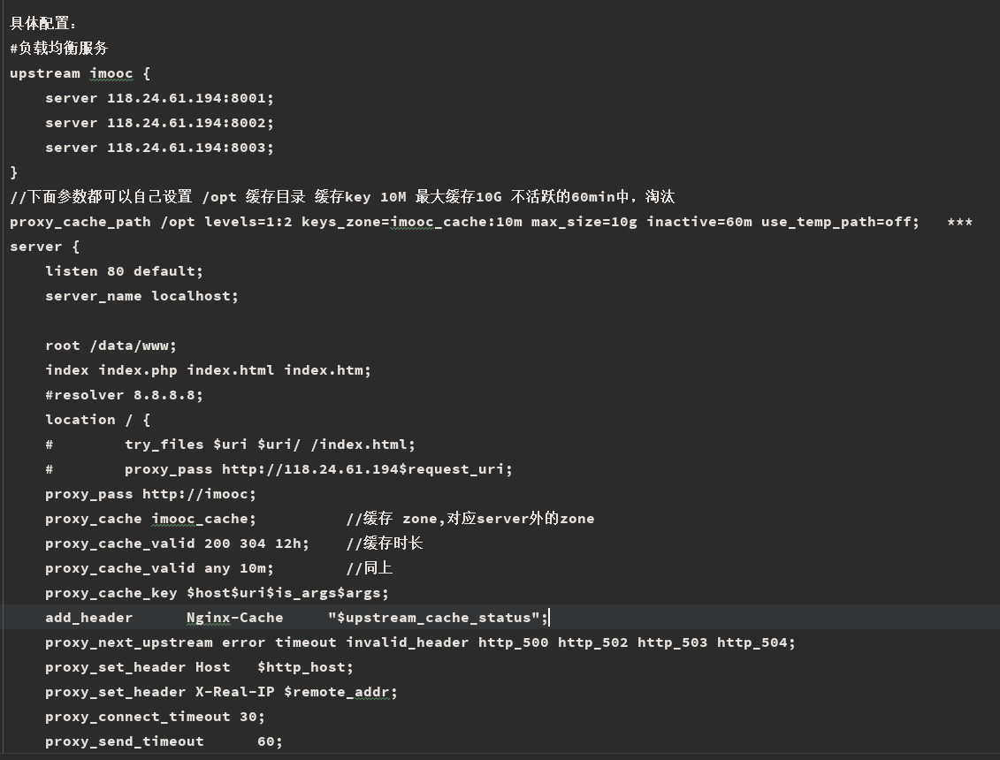 具体配置：
#负载均衡服务
upstream imooc {
    server 118.24.61.194:8001;
    server 118.24.61.194:8002;
    server 118.24.61.194:8003;
}
//下面参数都可以自己设置 /opt 缓存目录 缓存key 10M 最大缓存10G 不活跃的60min中，淘汰
proxy_cache_path /opt levels=1:2 keys_zone=imooc_cache:10m max_size=10g inactive=60m use_temp_path=off;   ***
server {
    listen 80 default;
    server_name localhost;

    root /data/www;
    index index.php index.html index.htm;
    #resolver 8.8.8.8;
    location / {
    #        try_files $uri $uri/ /index.html;
    #        proxy_pass http://118.24.61.194$request_uri;
    proxy_pass http://imooc;
    proxy_cache imooc_cache;          //缓存 zone,对应server外的zone
    proxy_cache_valid 200 304 12h;    //缓存时长
    proxy_cache_valid any 10m;        //同上
    proxy_cache_key $host$uri$is_args$args;
    add_header      Nginx-Cache     "$upstream_cache_status";
    proxy_next_upstream error timeout invalid_header http_500 http_502 http_503 http_504;
    proxy_set_header Host   $http_host;
    proxy_set_header X-Real-IP $remote_addr;
    proxy_connect_timeout 30;
    proxy_send_timeout      60;